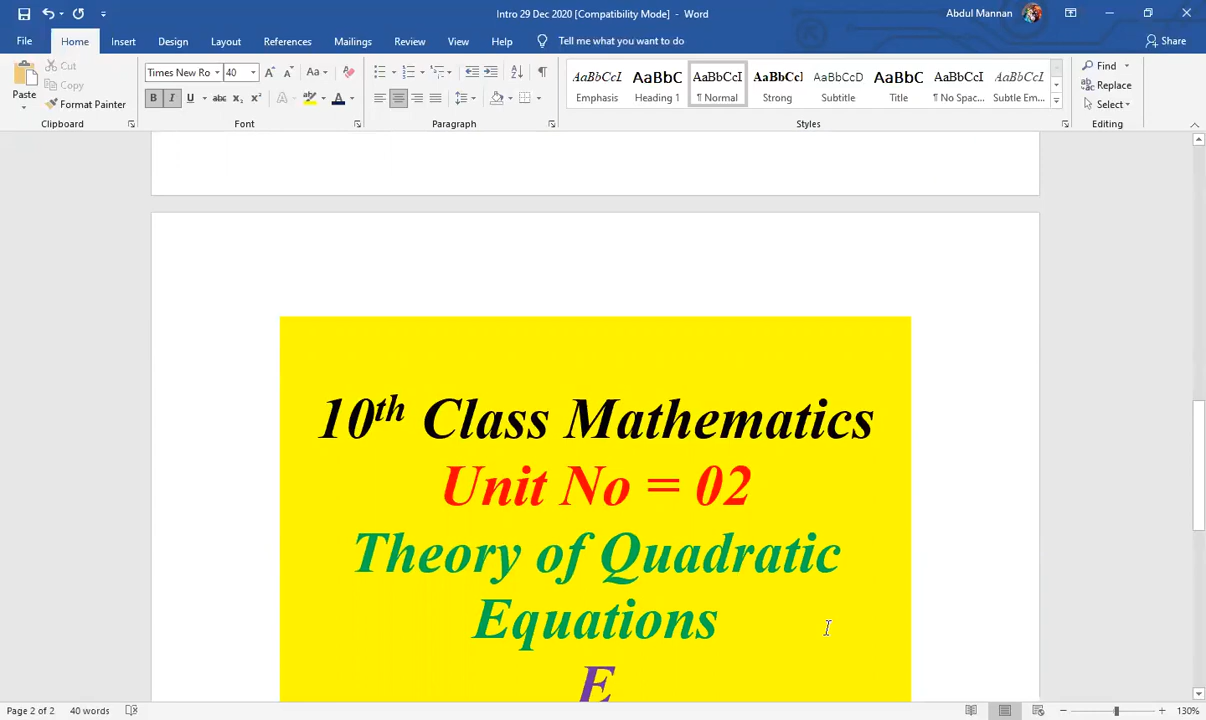 Intro 29 Dec 2020 [Compatibility Mode] - Word
Abdul Mannan
File Home Insert Design Layout References Mailings Review View Help Tell me what you want to do Share
Paste
Cut
Copy
Format Painter
Clipboard
Times New Ro 40
Font
Paragraph
AaBbCcI AaBbC AaBbCcI AaBbCcl AaBbCcD AaBbC AaBbCcI AaBbCcI
Emphasis Heading 1 ¶ Normal Strong Subtitle Title ¶ No Spac... Subtle Em...
Styles
Find
Replace
Select
Editing
10th Class Mathematics
Unit No = 02
Theory of Quadratic
Equations
E
Page 2 of 2 40 words
130%